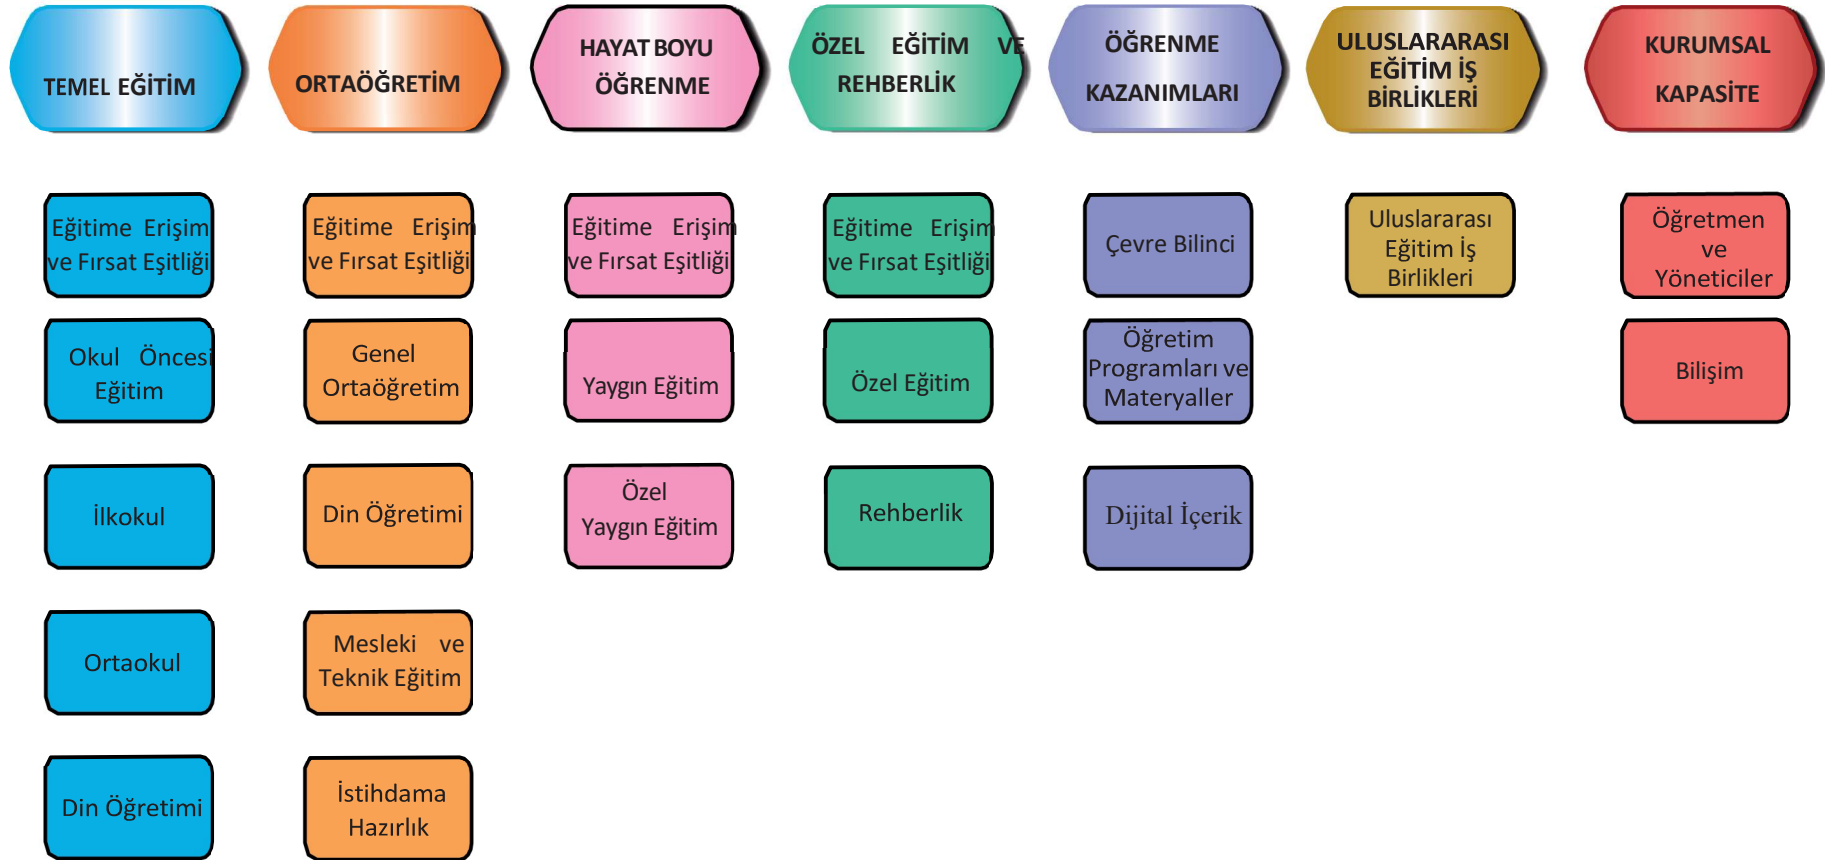 TEMEL EĞİTİM
ORTAÖĞRETİM
HAYAT BOYU
ÖĞRENME
ÖZEL EĞİTİM VE
REHBERLİK
ÖĞRENME
KAZANIMLARI
ULUSLARARASI
EĞİTİM İŞ
BİRLİKLERİ
KURUMSAL
KAPASİTE
Eğitime Erişim
ve Fırsat Eşitliği
Eğitime Erişim
ve Fırsat Eşitliği
Eğitime Erişim
ve Fırsat Eşitliği
Eğitime Erişim
ve Fırsat Eşitliği
Çevre Bilinci
Uluslararası
Eğitim İş
Birlikleri
Öğretmen
ve
Yöneticiler
Okul Öncesi
Eğitim
Genel
Ortaöğretim
Yaygın Eğitim
Özel Eğitim
Öğretim
Programları ve
Materyaller
Bilişim
İlkokul
Din Öğretimi
Özel
Yaygın Eğitim
Rehberlik
Dijital İçerik
Ortaokul
Mesleki ve
Teknik Eğitim
Din Öğretimi
İstihdama
Hazırlık